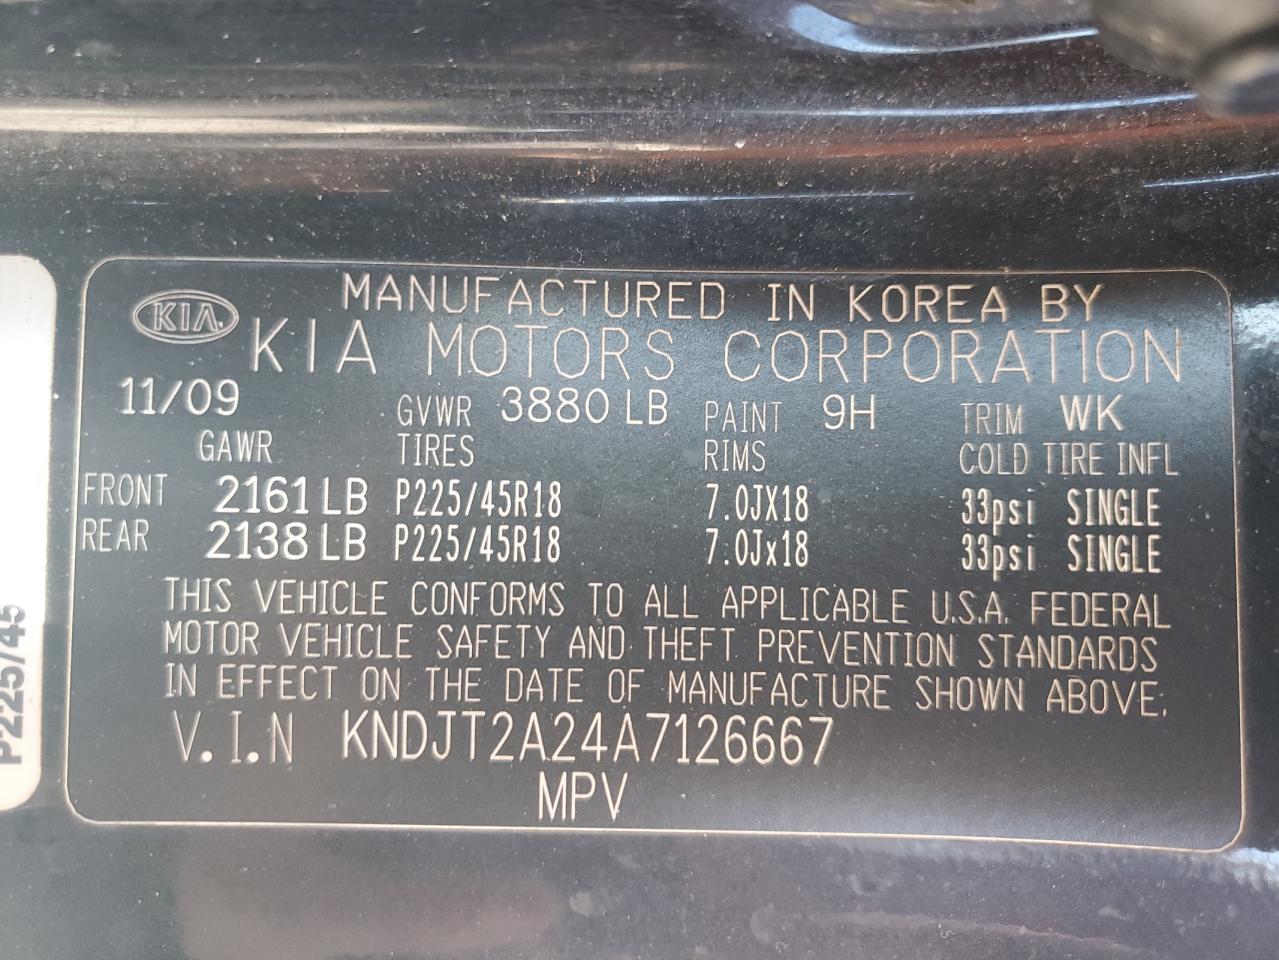 MANUFACTURED IN KOREA BY
KIA KIA MOTORS CORPORATION
11/09 GVWR 3880 LB PAINT 9H TRIM WK
GAWR TIRES RIMS COLD TIRE INFL
FRONT 2161 LB P225/45R18 7.0JX18 33psi SINGLE
REAR 2138 LB P225/45R18 7.0Jx18 33psi SINGLE
THIS VEHICLE CONFORMS TO ALL APPLICABLE U.S.A. FEDERAL
MOTOR VEHICLE SAFETY AND THEFT PREVENTION STANDARDS
IN EFFECT ON THE DATE OF MANUFACTURE SHOWN ABOVE.
V.I.N KNDJT2A24A7126667
MPV
P225/45